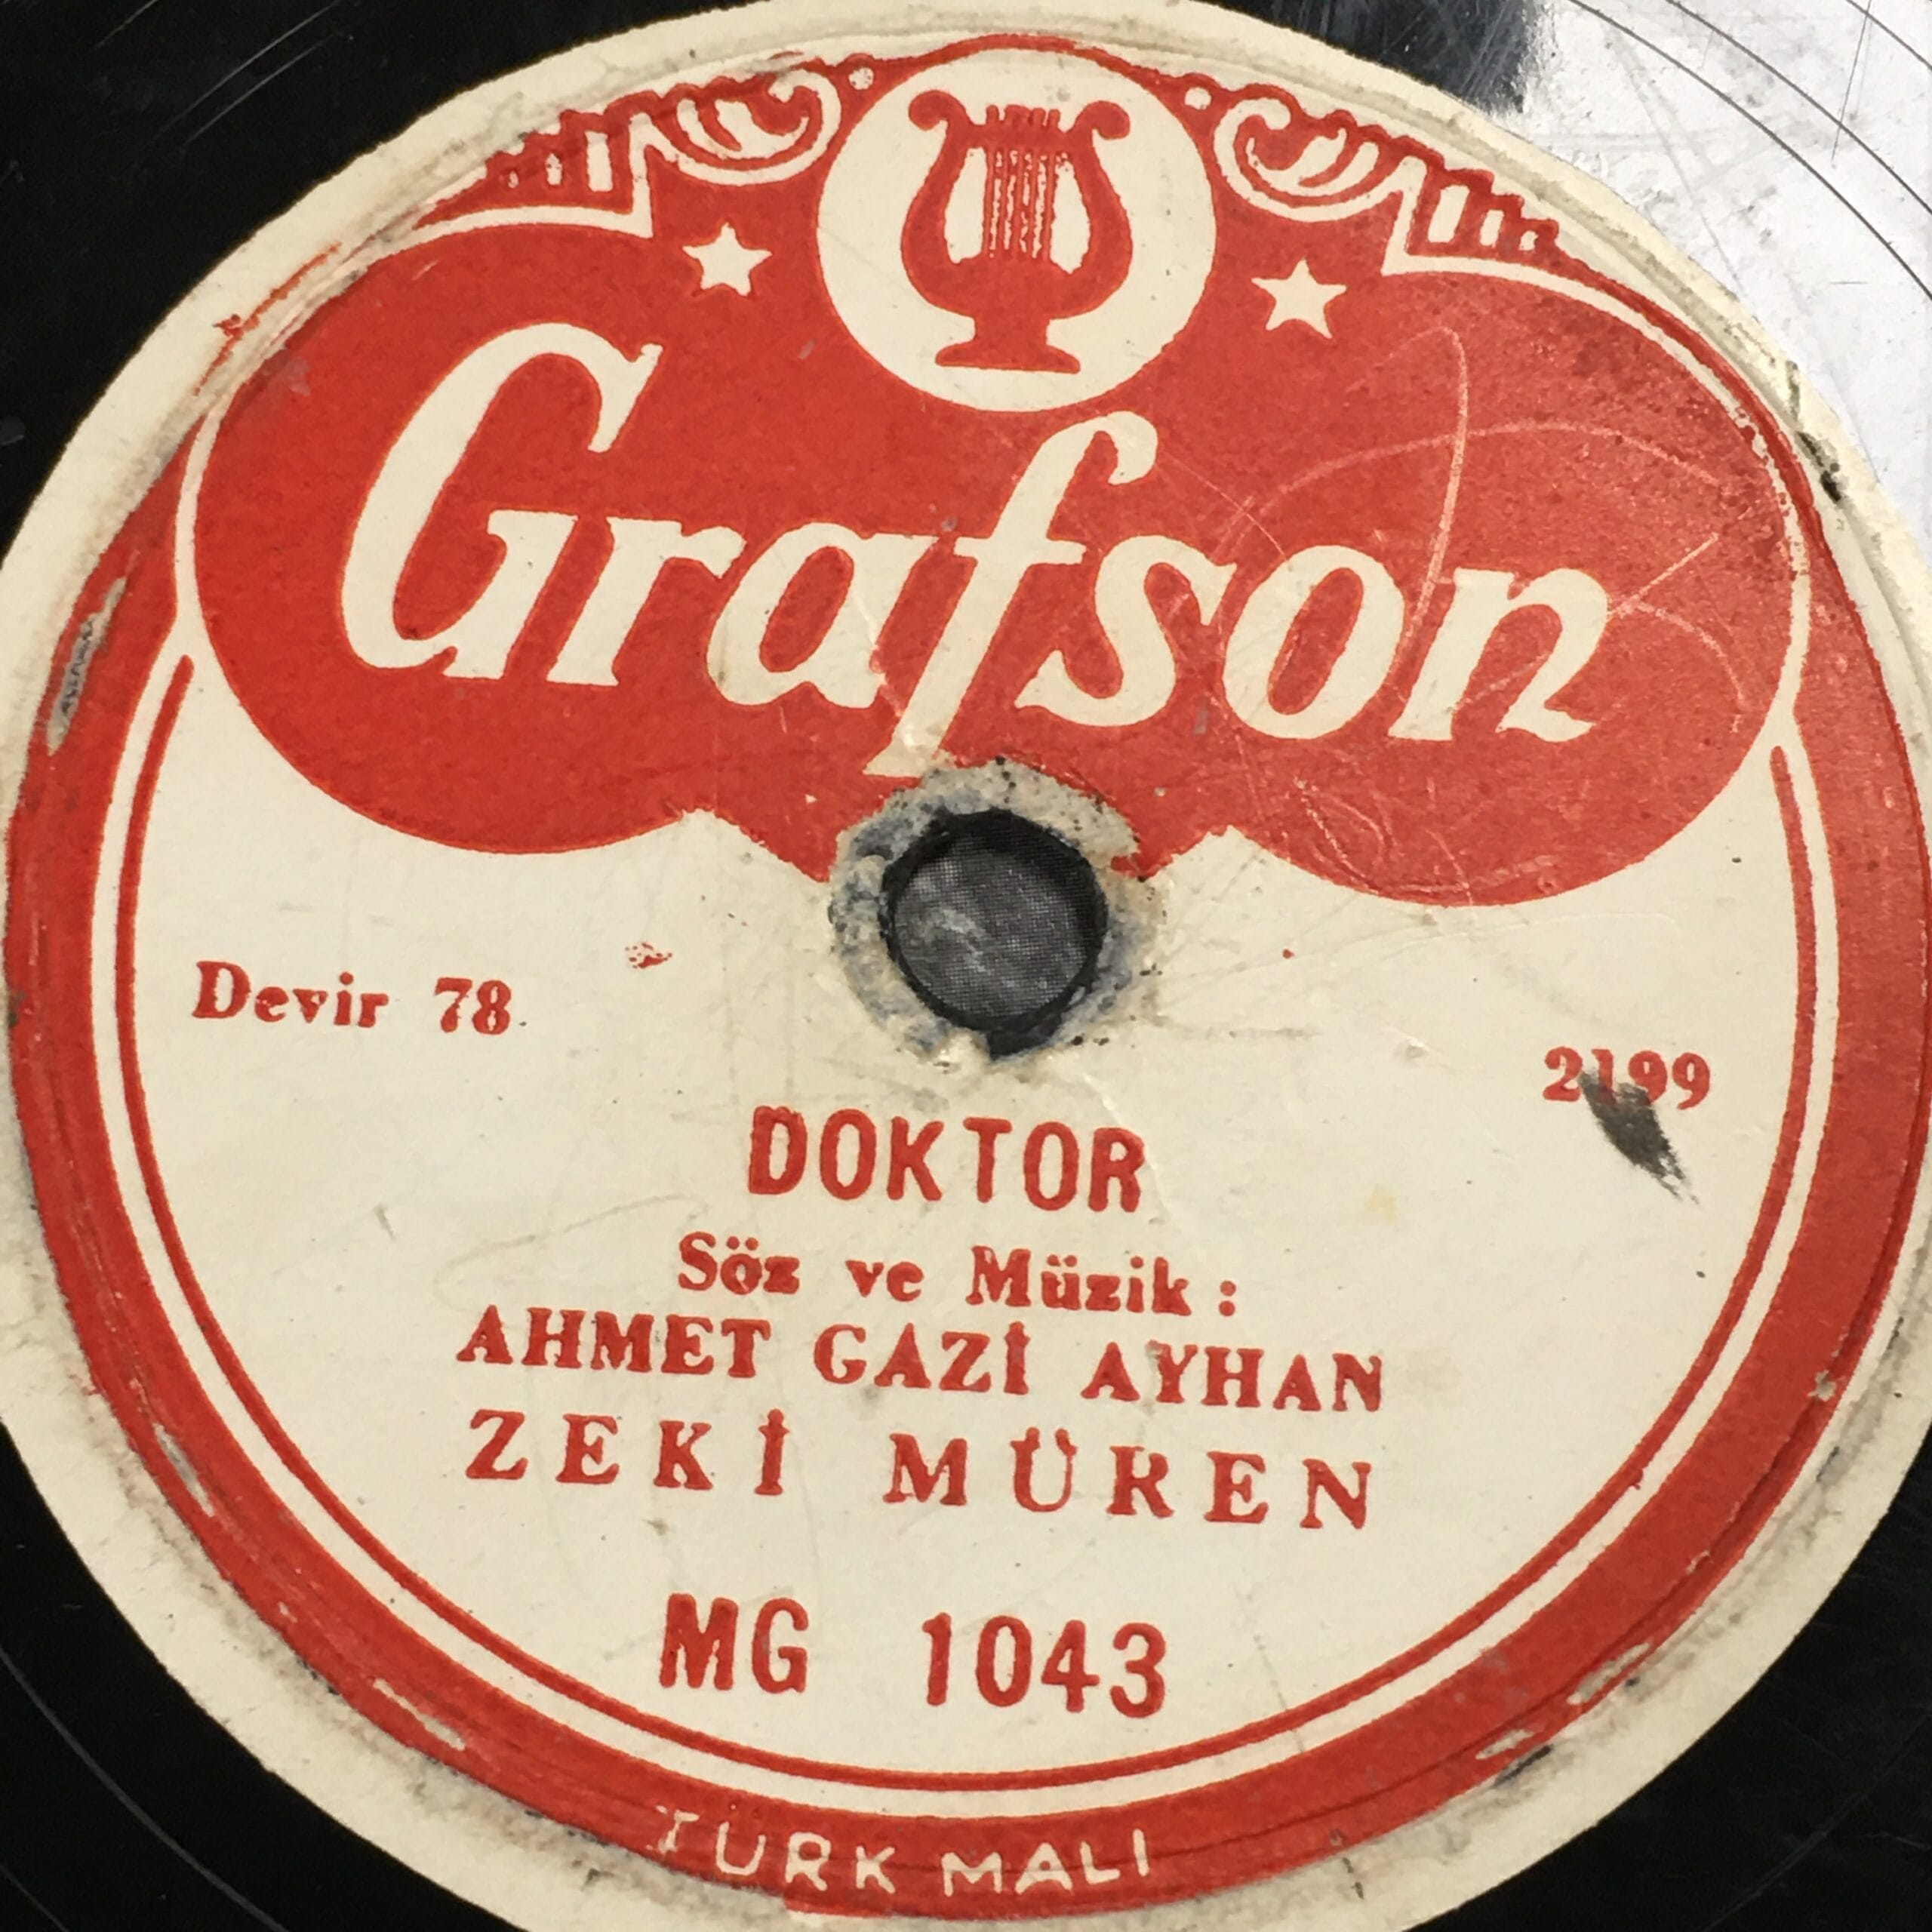 Grafson
Devir 78
2199
DOKTOR
Söz ve Müzik :
AHMET GAZİ AYHAN
ZEKİ MÜREN
MG 1043
TÜRK MALI